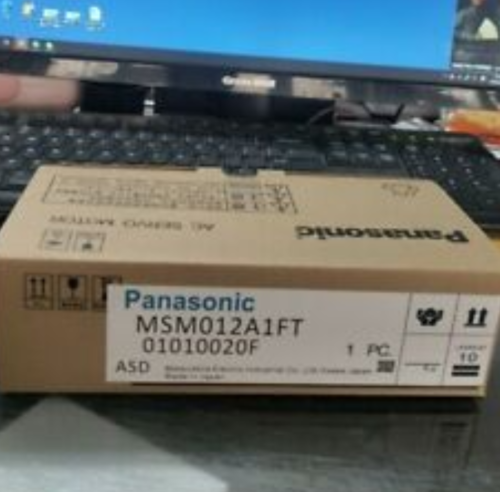 Panasonic
AC SERVO MOTOR
Panasonic
MSM012A1FT
01010020F
1 PC.
ASD
10